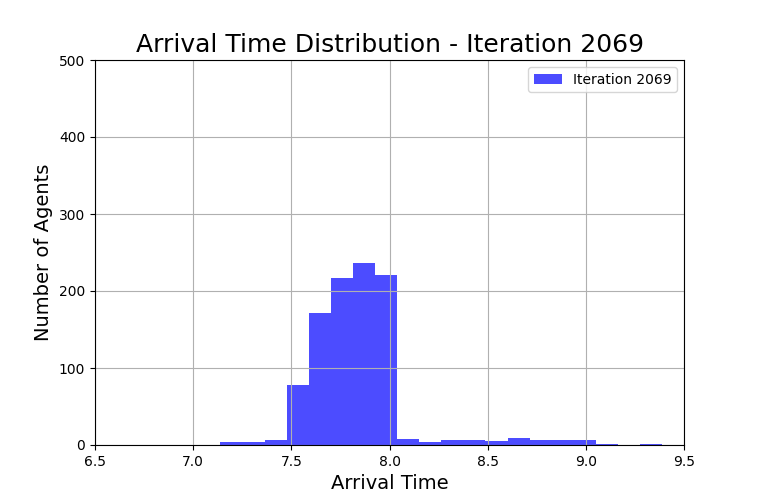 Arrival Time Distribution - Iteration 2069
Iteration 2069
Number of Agents
500
400
300
200
100
0
6.5 7.0 7.5 8.0 8.5 9.0 9.5
Arrival Time